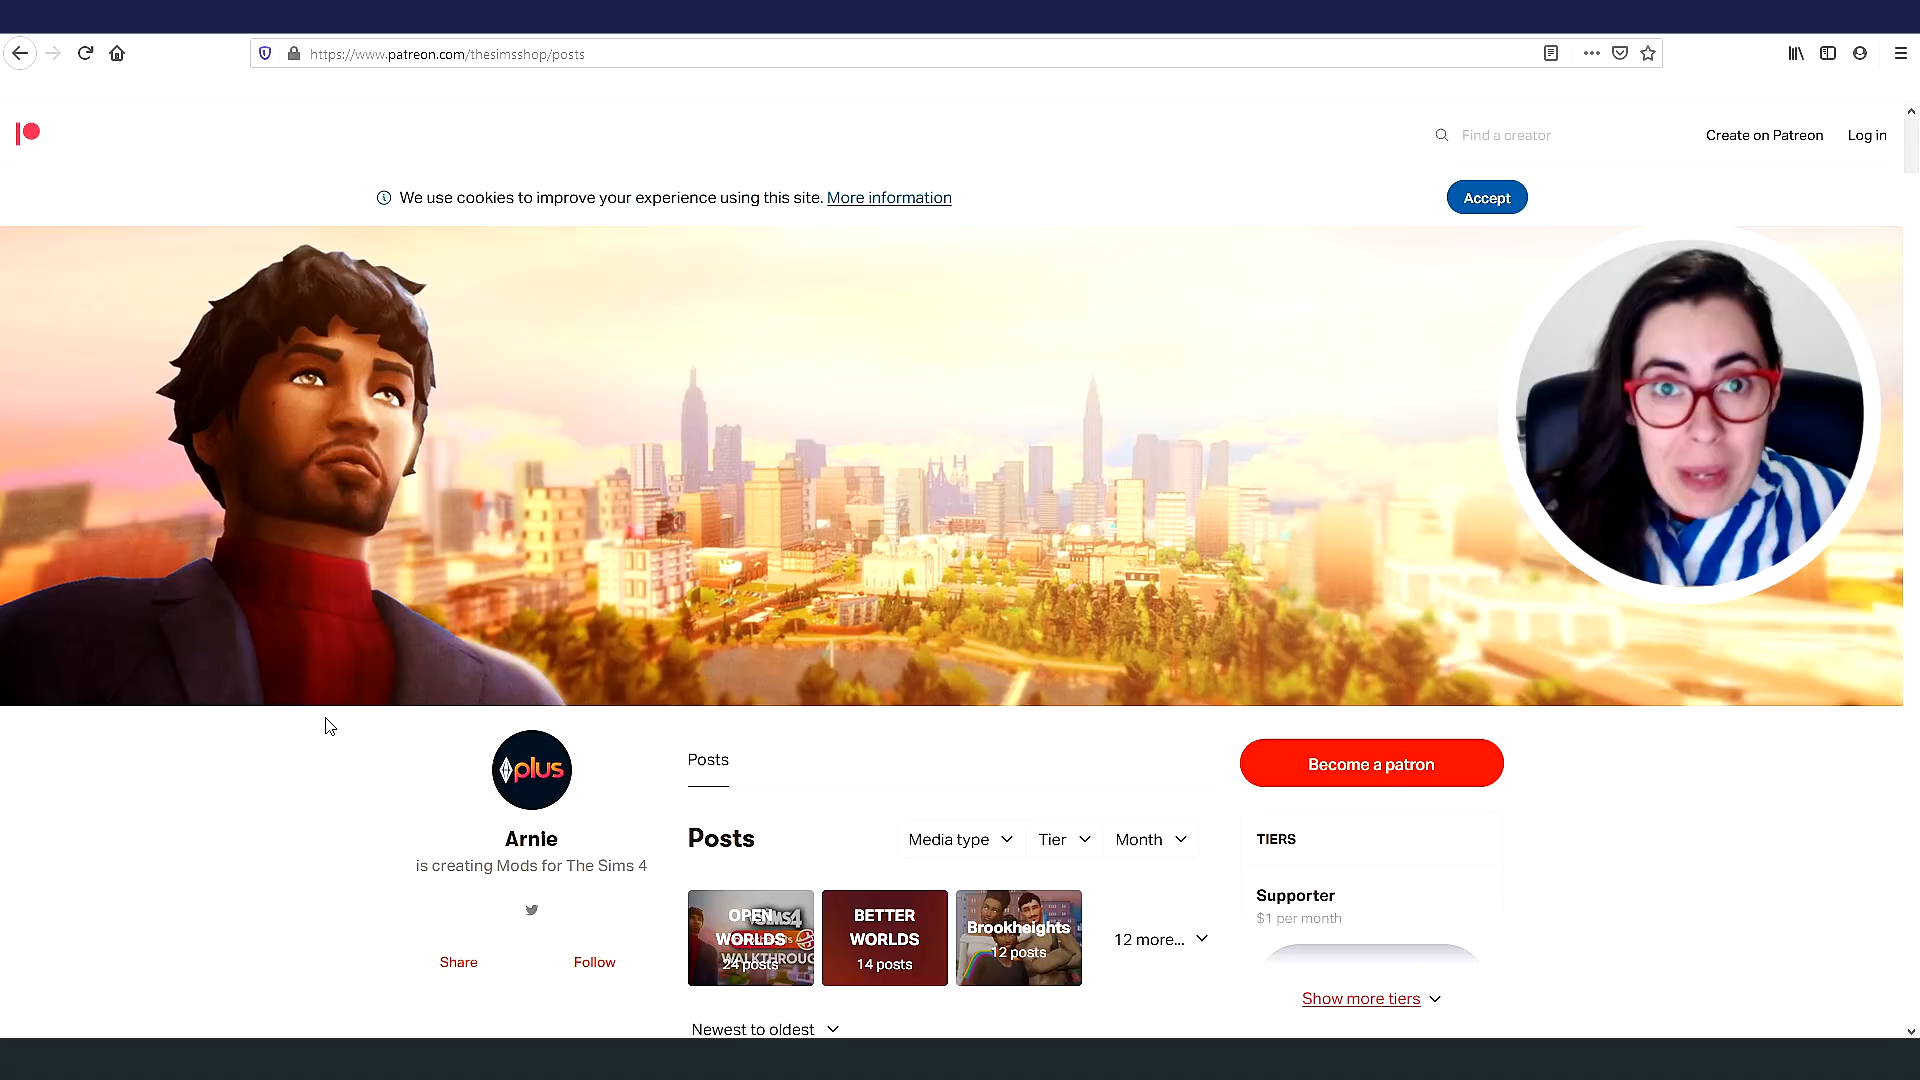 https://www.patreon.com/thesimsshop/posts
Find a creator
Create on Patreon
Log in
We use cookies to improve your experience using this site. More information
Accept
plus
Arnie
is creating Mods for The Sims 4
Share
Follow
Posts
Posts
Media type
Tier
Month
OPEN WORLDS
24 posts
SIMS4
BETTER
WORLDS
14 posts
Brookheights
12 posts
12 more...
Newest to oldest
Become a patron
TIERS
Supporter
$1 per month
Show more tiers